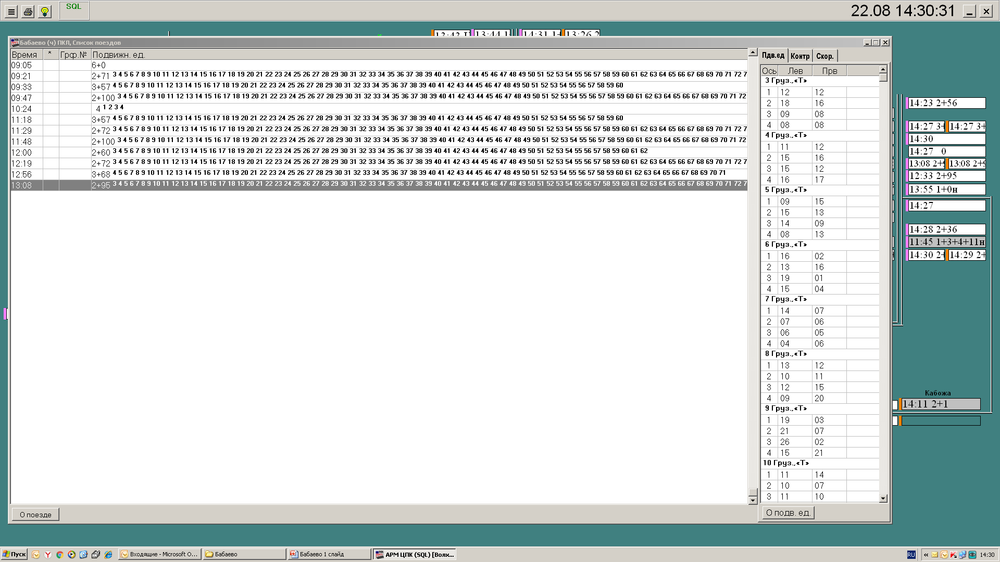 SQL
22.08 14:30:31
13:44 1
14:31 1+
13:26 2
Бабаево (ч) ПКЛ, Список поездов
Время * Грф.№ Подвижн. ед.
09:05 6+0
09:21 2+71 3 4 5 6 7 8 9 10 11 12 13 14 15 16 17 18 19 20 21 22 23 24 25 26 27 28 29 30 31 32 33 34 35 36 37 38 39 40 41 42 43 44 45 46 47 48 49 50 51 52 53 54 55 56 57 58 59 60 61 62 63 64 65 66 67 68 69 70 71 72 7
09:33 3+57 4 5 6 7 8 9 10 11 12 13 14 15 16 17 18 19 20 21 22 23 24 25 26 27 28 29 30 31 32 33 34 35 36 37 38 39 40 41 42 43 44 45 46 47 48 49 50 51 52 53 54 55 56 57 58 59 60
09:47 2+100 3 4 5 6 7 8 9 10 11 12 13 14 15 16 17 18 19 20 21 22 23 24 25 26 27 28 29 30 31 32 33 34 35 36 37 38 39 40 41 42 43 44 45 46 47 48 49 50 51 52 53 54 55 56 57 58 59 60 61 62 63 64 65 66 67 68 69 70 71 72
10:24 4 1 2 3 4
11:18 3+57 4 5 6 7 8 9 10 11 12 13 14 15 16 17 18 19 20 21 22 23 24 25 26 27 28 29 30 31 32 33 34 35 36 37 38 39 40 41 42 43 44 45 46 47 48 49 50 51 52 53 54 55 56 57 58 59 60
11:29 2+72 3 4 5 6 7 8 9 10 11 12 13 14 15 16 17 18 19 20 21 22 23 24 25 26 27 28 29 30 31 32 33 34 35 36 37 38 39 40 41 42 43 44 45 46 47 48 49 50 51 52 53 54 55 56 57 58 59 60 61 62 63 64 65 66 67 68 69 70 71 72 7
11:48 2+100 3 4 5 6 7 8 9 10 11 12 13 14 15 16 17 18 19 20 21 22 23 24 25 26 27 28 29 30 31 32 33 34 35 36 37 38 39 40 41 42 43 44 45 46 47 48 49 50 51 52 53 54 55 56 57 58 59 60 61 62 63 64 65 66 67 68 69 70 71 72
12:00 2+60 3 4 5 6 7 8 9 10 11 12 13 14 15 16 17 18 19 20 21 22 23 24 25 26 27 28 29 30 31 32 33 34 35 36 37 38 39 40 41 42 43 44 45 46 47 48 49 50 51 52 53 54 55 56 57 58 59 60 61 62
12:19 2+72 3 4 5 6 7 8 9 10 11 12 13 14 15 16 17 18 19 20 21 22 23 24 25 26 27 28 29 30 31 32 33 34 35 36 37 38 39 40 41 42 43 44 45 46 47 48 49 50 51 52 53 54 55 56 57 58 59 60 61 62 63 64 65 66 67 68 69 70 71 72 7
12:56 3+68 4 5 6 7 8 9 10 11 12 13 14 15 16 17 18 19 20 21 22 23 24 25 26 27 28 29 30 31 32 33 34 35 36 37 38 39 40 41 42 43 44 45 46 47 48 49 50 51 52 53 54 55 56 57 58 59 60 61 62 63 64 65 66 67 68 69 70 71
13:08 2+95 3 4 5 6 7 8 9 10 11 12 13 14 15 16 17 18 19 20 21 22 23 24 25 26 27 28 29 30 31 32 33 34 35 36 37 38 39 40 41 42 43 44 45 46 47 48 49 50 51 52 53 54 55 56 57 58 59 60 61 62 63 64 65 66 67 68 69 70 71 72 7
О поезде
Пдв.ед Контр Скор.
Ось Лев Прв
3 Груз.,«Т»
1 12 12
2 18 16
3 09 08
4 08 08
4 Груз.,«Т»
1 11 12
2 15 16
3 15 12
4 16 17
5 Груз.,«Т»
1 09 15
2 15 13
3 14 09
4 08 13
6 Груз.,«Т»
1 16 02
2 13 16
3 19 01
4 15 04
7 Груз.,«Т»
1 14 07
2 07 06
3 06 05
4 04 06
8 Груз.,«Т»
1 13 12
2 10 11
3 12 15
4 09 20
9 Груз.,«Т»
1 19 03
2 21 07
3 26 02
4 15 21
10 Груз.,«Т»
1 11 14
2 10 07
3 11 10
О подв. ед.
14:23 2+56
14:27 3+ 14:27 3+
14:30
14:27 0
13:08 2+9 13:08 2+9
12:33 2+95
13:55 1+0н
14:27
14:28 2+36
11:45 1+3+4+11н
14:30 2+ 14:29 2+
Кабожа
14:11 2+1
Пуск
Входящие - Microsoft O...
Бабаево
Бабаево 1 слайд
АРМ ЦПК (SQL) [Волх...
RU
«
14:30